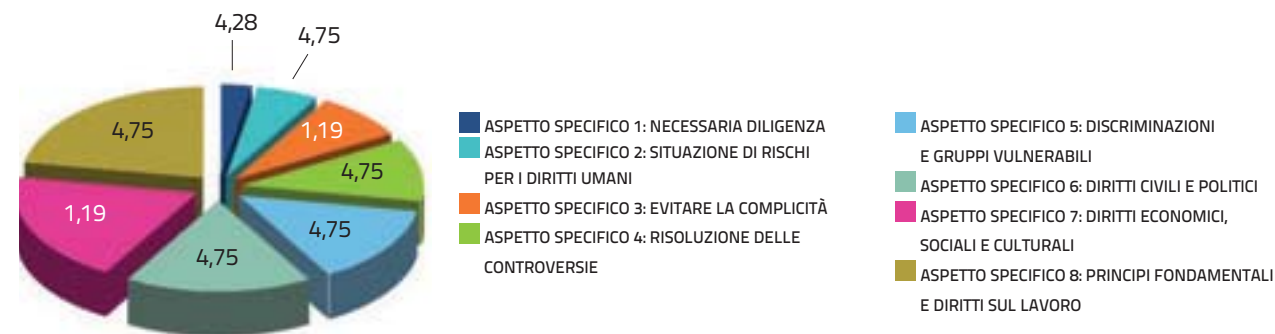 4,28
4,75
1,19
4,75
4,75
4,75
1,19
4,75
ASPETTO SPECIFICO 1: NECESSARIA DILIGENZA
ASPETTO SPECIFICO 2: SITUAZIONE DI RISCHI
PER I DIRITTI UMANI
ASPETTO SPECIFICO 3: EVITARE LA COMPLICITÀ
ASPETTO SPECIFICO 4: RISOLUZIONE DELLE
CONTROVERSIE
ASPETTO SPECIFICO 5: DISCRIMINAZIONI
E GRUPPI VULNERABILI
ASPETTO SPECIFICO 6: DIRITTI CIVILI E POLITICI
ASPETTO SPECIFICO 7: DIRITTI ECONOMICI,
SOCIALI E CULTURALI
ASPETTO SPECIFICO 8: PRINCIPI FONDAMENTALI
E DIRITTI SUL LAVORO